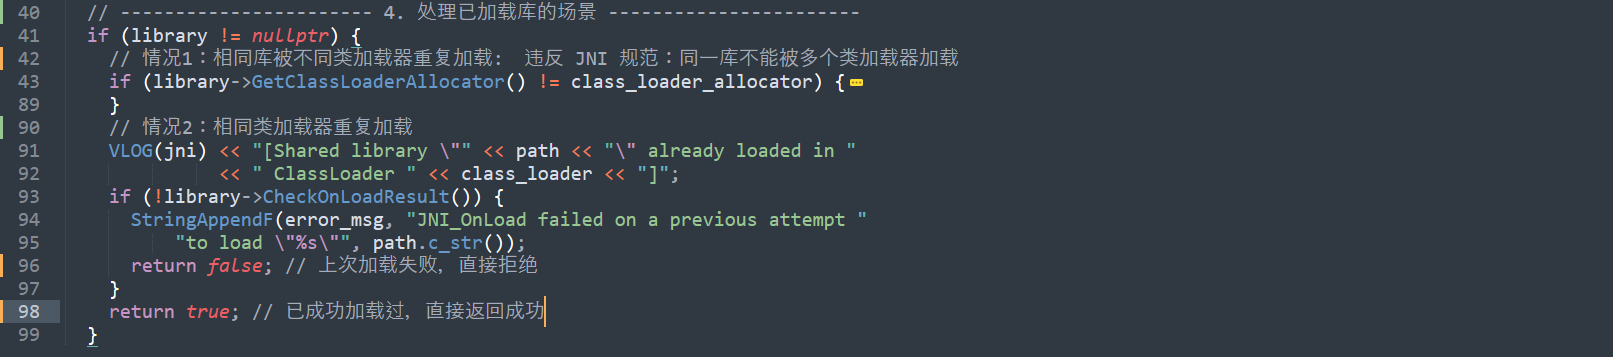 40 // ----------------------- 4. 处理已加载库的场景 -----------------------
41 if (library != nullptr) {
42 // 情况1：相同库被不同类加载器重复加载： 违反 JNI 规范：同一库不能被多个类加载器加载
43 if (library->GetClassLoaderAllocator() != class_loader_allocator) {
89 }
90 // 情况2：相同类加载器重复加载
91 VLOG(jni) << "[Shared library \"" << path << "\" already loaded in "
92 << " ClassLoader " << class_loader << "]";
93 if (!library->CheckOnLoadResult()) {
94 StringAppendF(error_msg, "JNI_OnLoad failed on a previous attempt "
95 "to load \"%s\"", path.c_str());
96 return false; // 上次加载失败，直接拒绝
97 }
98 return true; // 已成功加载过，直接返回成功
99 }